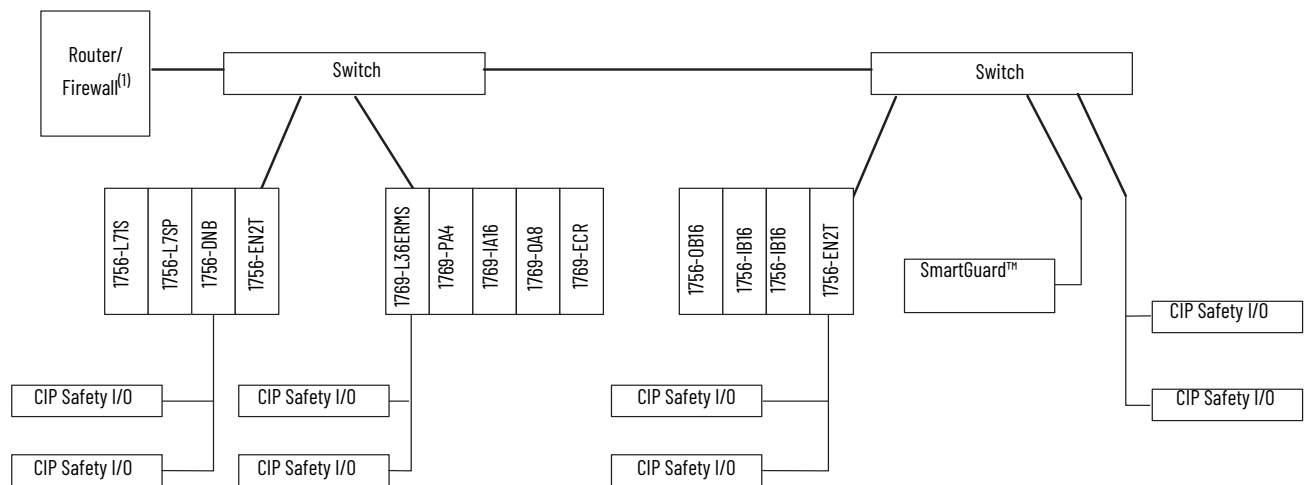 Router/
Firewall(1)
Switch
Switch
1756-L71S
1756-L7SP
1756-DNB
1756-EN2T
1769-L36ERMS
1769-PA4
1769-IA16
1769-OA8
1769-ECR
1756-OB16
1756-IB16
1756-IB16
1756-EN2T
SmartGuard™
CIP Safety I/O
CIP Safety I/O
CIP Safety I/O
CIP Safety I/O
CIP Safety I/O
CIP Safety I/O
CIP Safety I/O
CIP Safety I/O